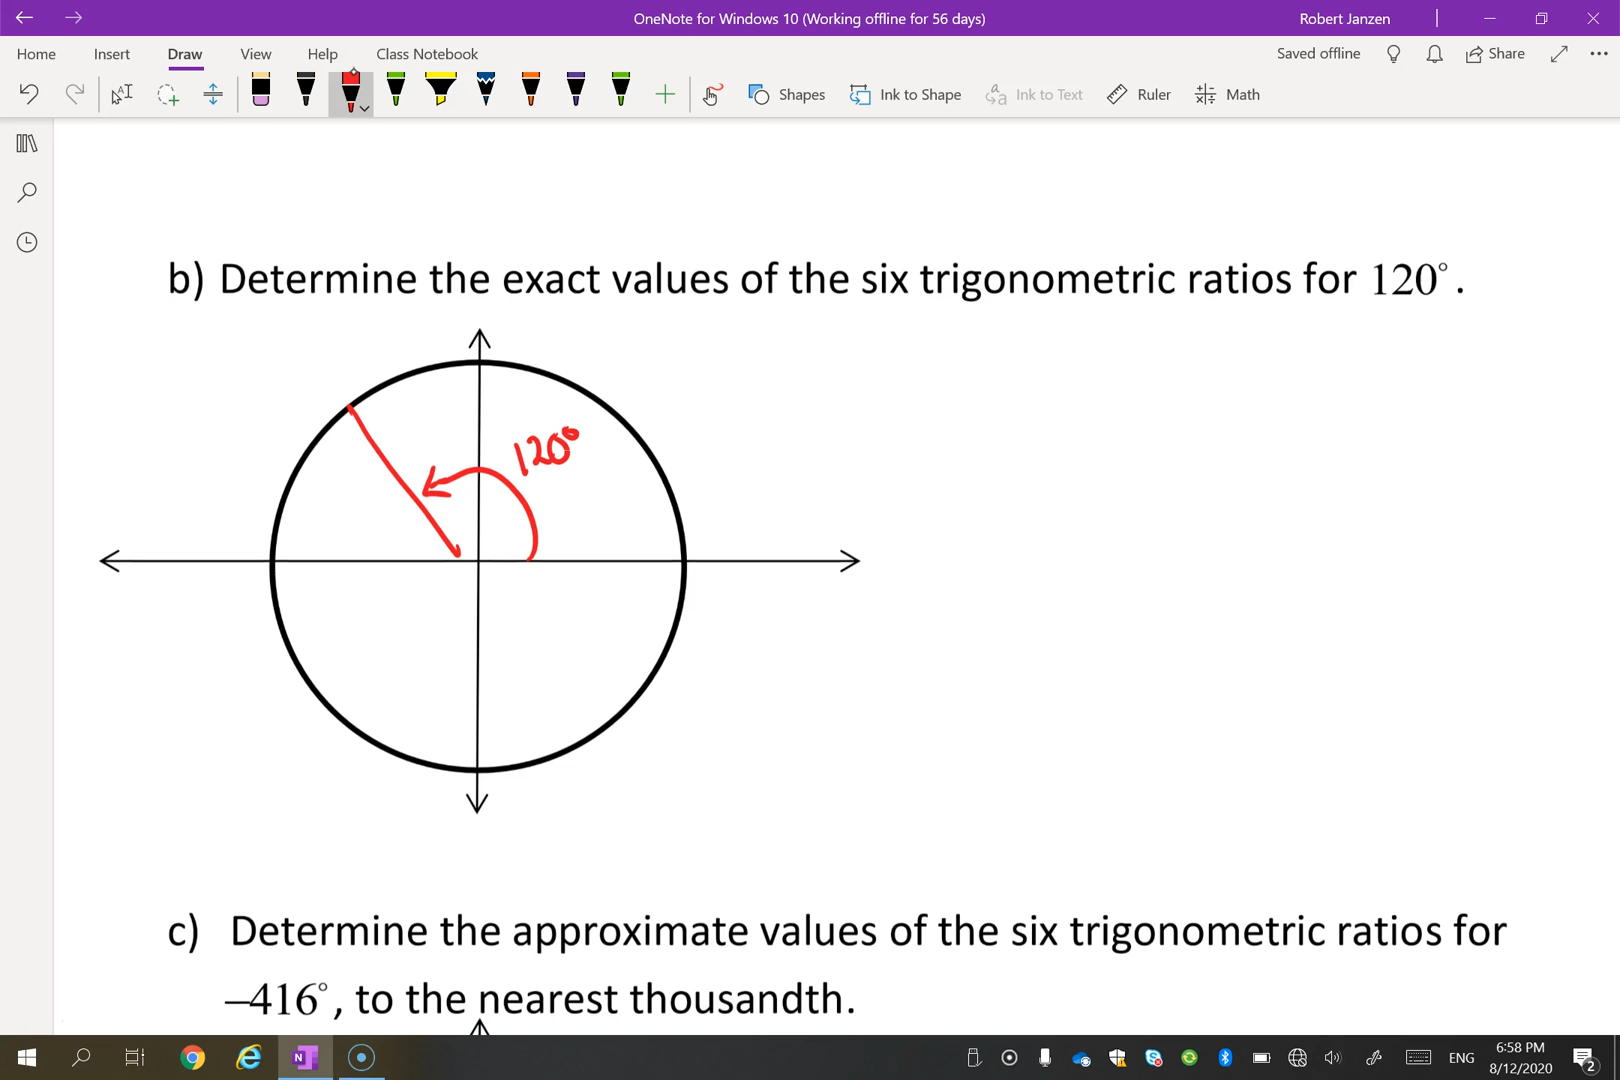 OneNote for Windows 10 (Working offline for 56 days)
Robert Janzen
Home Insert Draw View Help Class Notebook
Saved offline
Share
Shapes Ink to Shape Ink to Text Ruler Math
b) Determine the exact values of the six trigonometric ratios for 120°.
120°
c) Determine the approximate values of the six trigonometric ratios for
–416°, to the nearest thousandth.
ENG
6:58 PM
8/12/2020
2